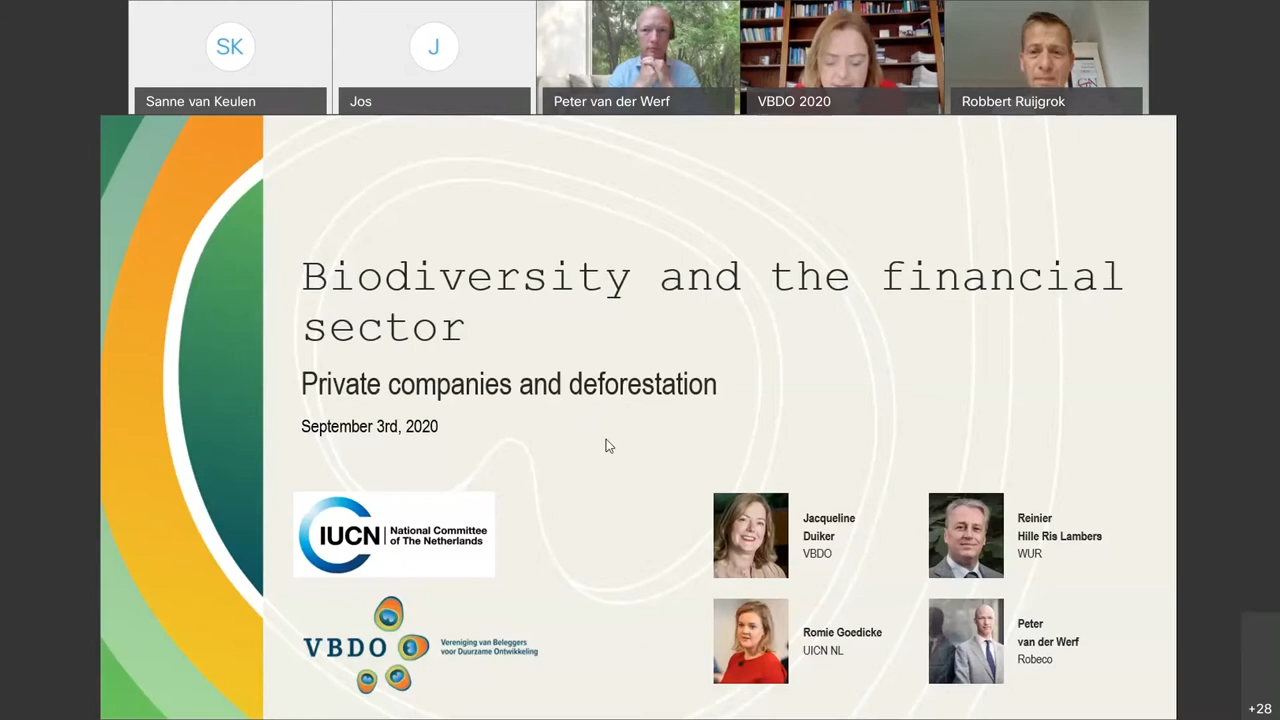 SK
J
Sanne van Keulen
Jos
Peter van der Werf
VBDO 2020
Robbert Ruijgrok
Biodiversity and the financial
sector
Private companies and deforestation
September 3rd, 2020
IUCN
National Committee
of The Netherlands
VBDO
Vereniging van Beleggers
voor Duurzame Ontwikkeling
Jacqueline
Duiker
VBDO
Reinier
Hille Ris Lambers
WUR
Romie Goedicke
UICN NL
Peter
van der Werf
Robeco
+28